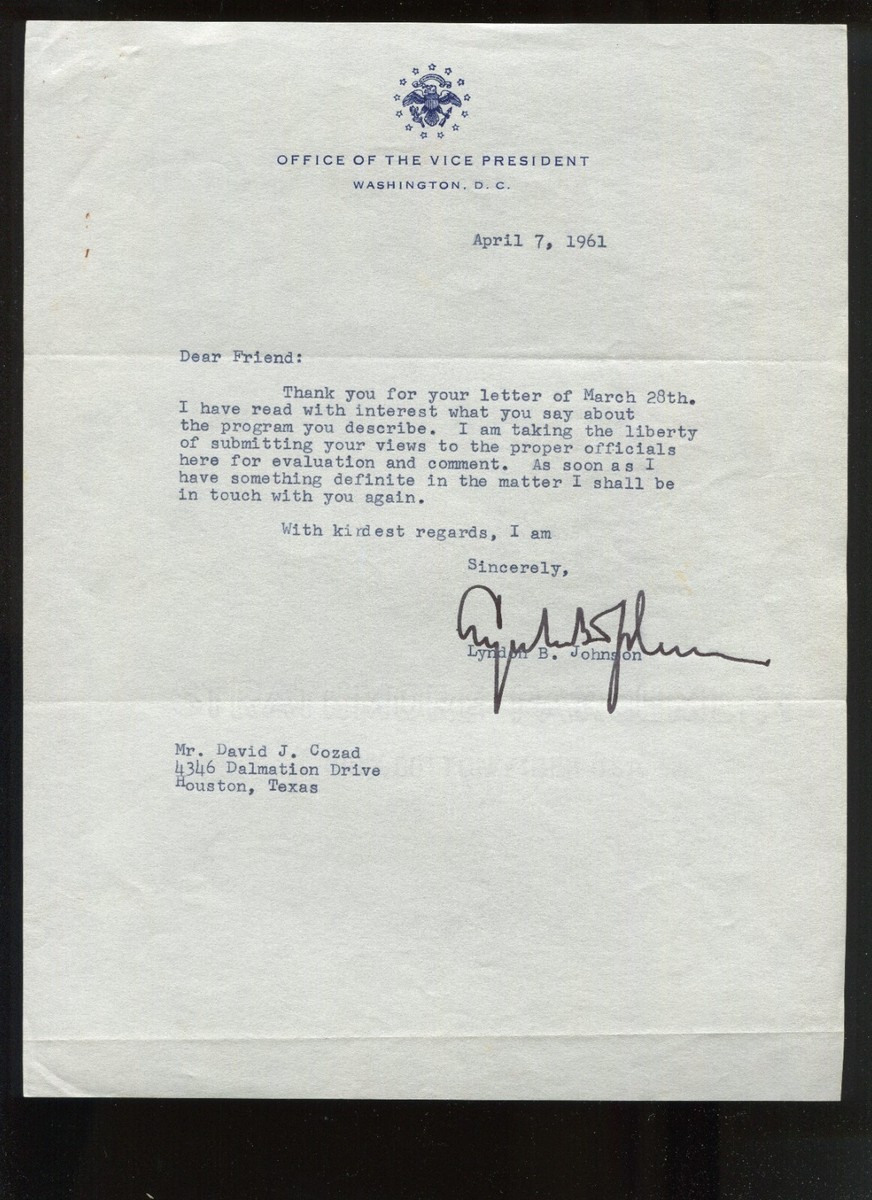 OFFICE OF THE VICE PRESIDENT
WASHINGTON, D. C.
April 7, 1961
Dear Friend:
Thank you for your letter of March 28th.
I have read with interest what you say about
the program you describe. I am taking the liberty
of submitting your views to the proper officials
here for evaluation and comment. As soon as I
have something definite in the matter I shall be
in touch with you again.
With kindest regards, I am
Sincerely,
Lyndon B. Johnson
Mr. David J. Cozad
4346 Dalmation Drive
Houston, Texas